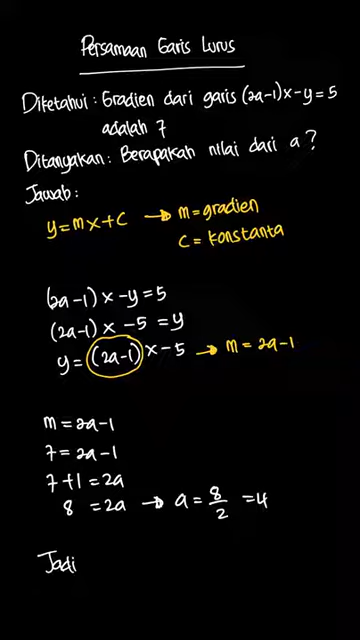 Persamaan Garis Lurus
Diketahui : Gradien dari garis (2a-1)x-y=5
adalah 7
Ditanyakan: Berapakah nilai dari a?
Jawab:
y=mx+c → m=gradien
c = konstanta
(2a-1)x-y=5
(2a-1)x-5=y
y=(2a-1)x-5 → m=2a-1
m=2a-1
7=2a-1
7+1=2a
8=2a → a=8/2=4
Jadi